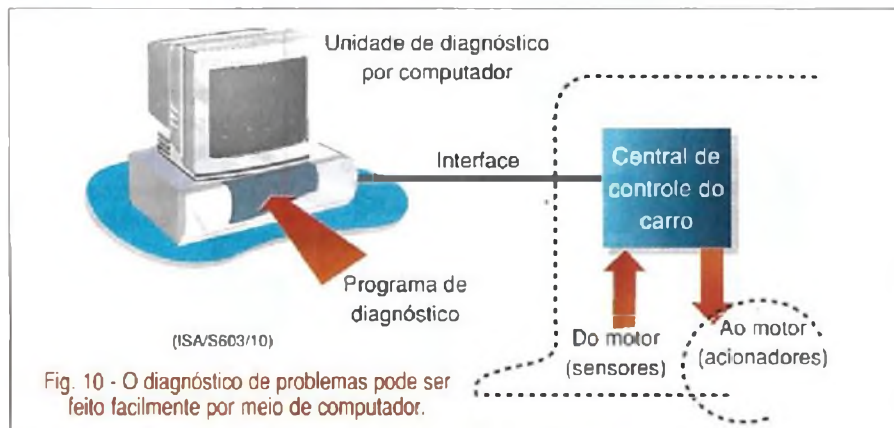 Unidade de diagnóstico
por computador
Interface
Central de
controle do
carro
Programa de
diagnóstico
(ISA/S603/10)
Do motor
(sensores)
Ao motor
(acionadores)
Fig. 10 - O diagnóstico de problemas pode ser
feito facilmente por meio de computador.